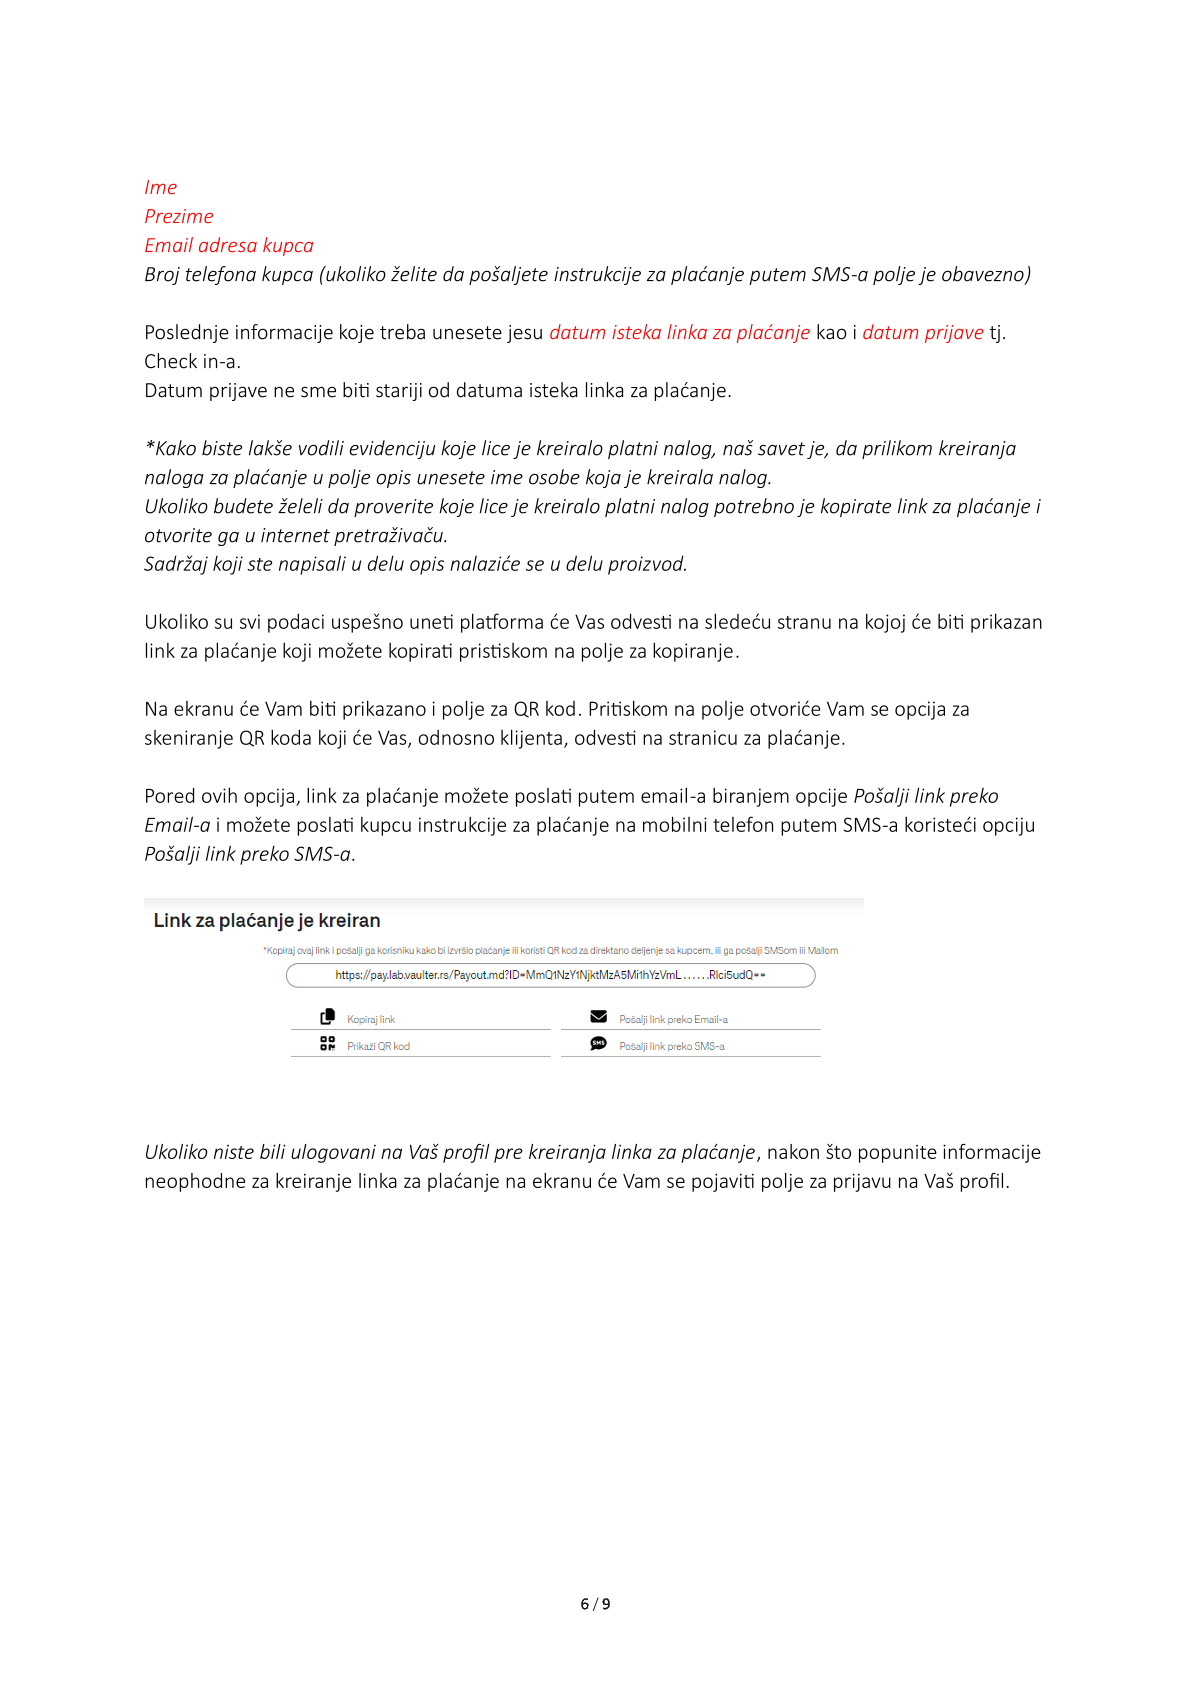 Ime
Prezime
Email adresa kupca
Broj telefona kupca (ukoliko želite da pošaljete instrukcije za plaćanje putem SMS-a polje je obavezno)
Poslednje informacije koje treba unesete jesu datum isteka linka za plaćanje kao i datum prijave tj.
Check in-a.
Datum prijave ne sme biti stariji od datuma isteka linka za plaćanje.
*Kako biste lakše vodili evidenciju koje lice je kreiralo platni nalog, naš savet je, da prilikom kreiranja
naloga za plaćanje u polje opis unesete ime osobe koja je kreirala nalog.
Ukoliko budete želeli da proverite koje lice je kreiralo platni nalog potrebno je kopirate link za plaćanje i
otvorite ga u internet pretraživaču.
Sadržaj koji ste napisali u delu opis nalaziće se u delu proizvod.
Ukoliko su svi podaci uspešno uneti platforma će Vas odvesti na sledeću stranu na kojoj će biti prikazan
link za plaćanje koji možete kopirati pristiskom na polje za kopiranje.
Na ekranu će Vam biti prikazano i polje za QR kod. Pritiskom na polje otvoriće Vam se opcija za
skeniranje QR koda koji će Vas, odnosno klijenta, odvesti na stranicu za plaćanje.
Pored ovih opcija, link za plaćanje možete poslati putem email-a biranjem opcije Pošalji link preko
Email-a i možete poslati kupcu instrukcije za plaćanje na mobilni telefon putem SMS-a koristeći opciju
Pošalji link preko SMS-a.
Link za plaćanje je kreiran
*Kopiraj ovaj link i pošalji ga korisniku kako bi izvršio plaćanje ili koristi QR kod za direktano deljenje sa kupcem, ili ga pošalji SMSom ili Mailom
https://pay.lab.vaulter.rs/Payout.md?ID=MmQ1NzY1NjktMzA5Mi1hYzVmL......RIci5udQ==
Kopiraj link
Pošalji link preko Email-a
Prikaži QR kod
SMS
Pošalji link preko SMS-a
Ukoliko niste bili ulogovani na Vaš profil pre kreiranja linka za plaćanje, nakon što popunite informacije
neophodne za kreiranje linka za plaćanje na ekranu će Vam se pojaviti polje za prijavu na Vaš profil.
6 / 9